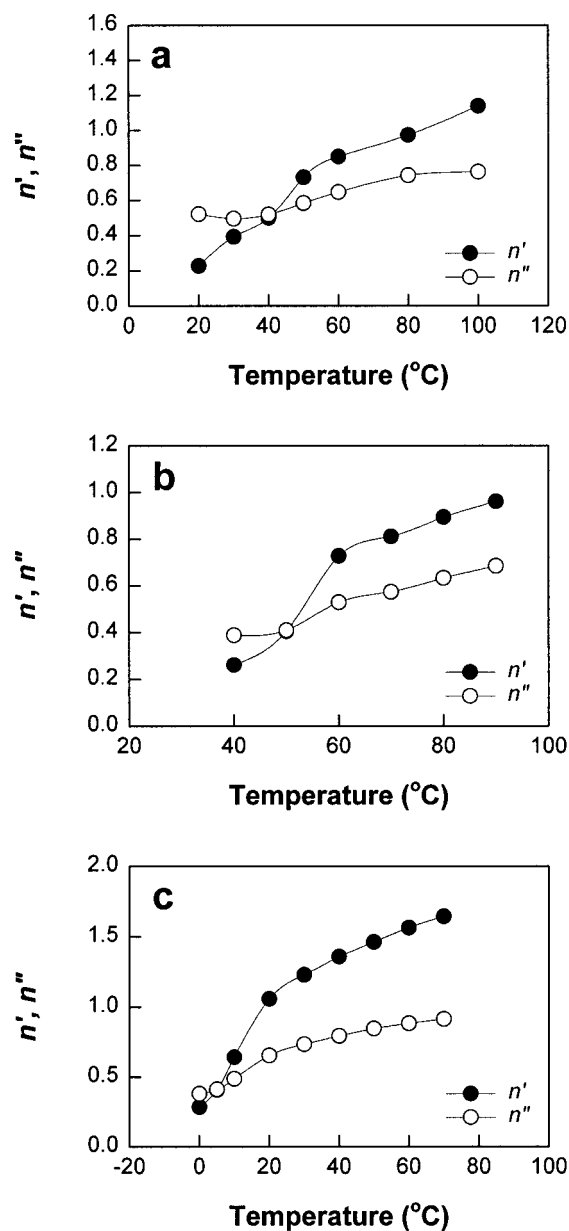 a
1.6
1.4
1.2
1.0
0.8
0.6
0.4
0.2
0.0
n', n"
n'
n"
0 20 40 60 80 100 120
Temperature (°C)
b
1.2
1.0
0.8
0.6
0.4
0.2
0.0
n', n"
n'
n"
20 40 60 80 100
Temperature (°C)
c
2.0
1.5
1.0
0.5
0.0
n', n"
n'
n"
-20 0 20 40 60 80 100
Temperature (°C)